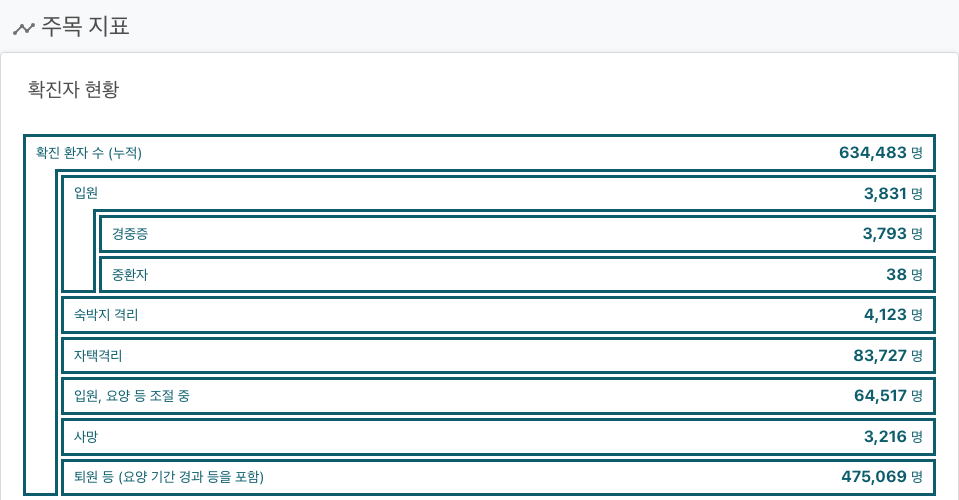 주목 지표
확진자 현황
확진 환자 수 (누적) 634,483 명
입원 3,831 명
경중증 3,793 명
중환자 38 명
숙박지 격리 4,123 명
자택격리 83,727 명
입원, 요양 등 조절 중 64,517 명
사망 3,216 명
퇴원 등 (요양 기간 경과 등을 포함) 475,069 명